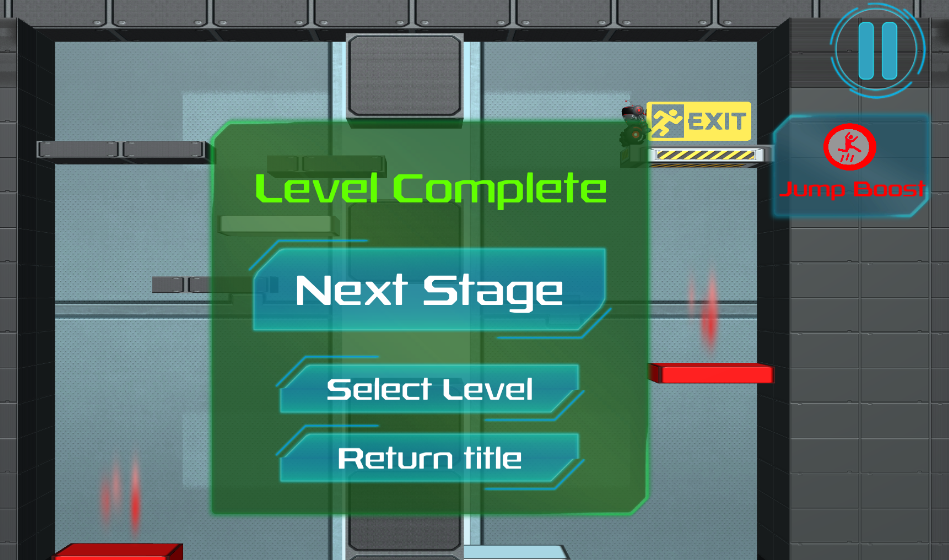 EXIT
Level Complete
Jump Boost
Next Stage
Select Level
Return title